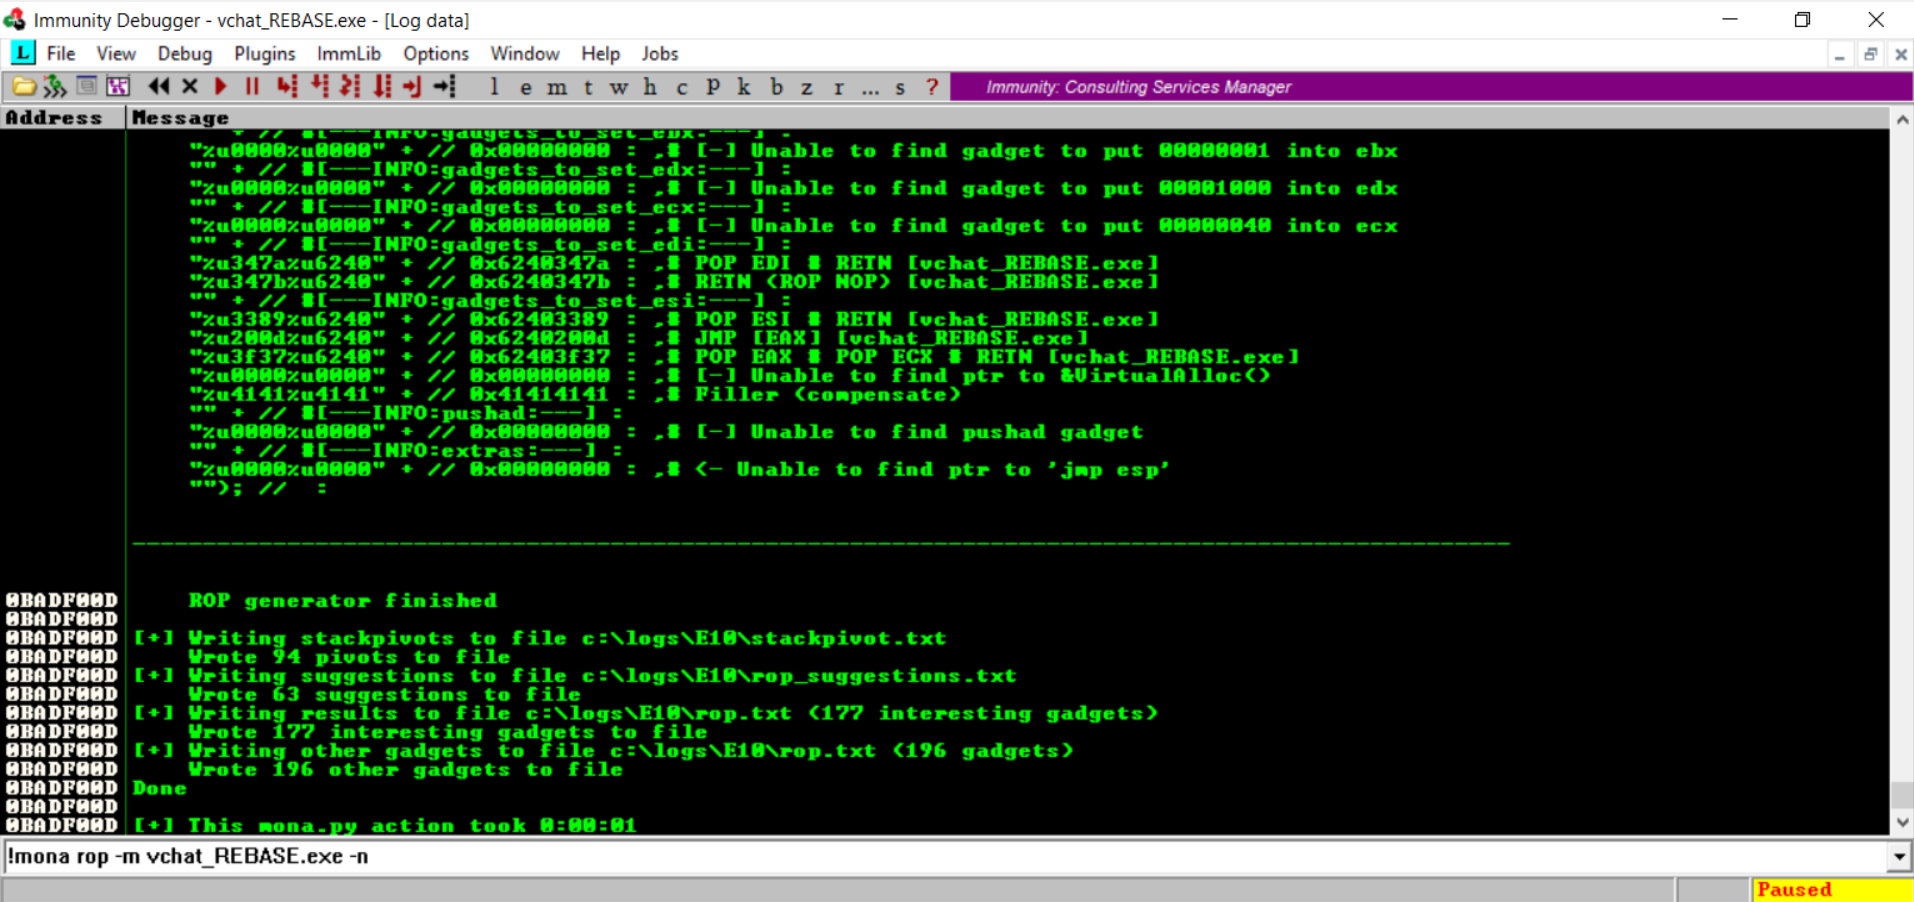 Immunity Debugger - vchat_REBASE.exe - [Log data]
L File View Debug Plugins ImmLib Options Window Help Jobs
l e m t w h c P k b z r ... s ? Immunity: Consulting Services Manager
Address Message
"" + // #[---INFO:gadgets_to_set_ebx:---] :
"%u0000%u0000" + // 0x00000000 : ,# [-] Unable to find gadget to put 00000001 into ebx
"" + // #[---INFO:gadgets_to_set_edx:---] :
"%u0000%u0000" + // 0x00000000 : ,# [-] Unable to find gadget to put 00001000 into edx
"" + // #[---INFO:gadgets_to_set_ecx:---] :
"%u0000%u0000" + // 0x00000000 : ,# [-] Unable to find gadget to put 00000040 into ecx
"" + // #[---INFO:gadgets_to_set_edi:---] :
"%u347a%u6240" + // 0x6240347a : ,# POP EDI # RETN [vchat_REBASE.exe]
"%u347b%u6240" + // 0x6240347b : ,# RETN (ROP NOP) [vchat_REBASE.exe]
"" + // #[---INFO:gadgets_to_set_esi:---] :
"%u3389%u6240" + // 0x62403389 : ,# POP ESI # RETN [vchat_REBASE.exe]
"%u200d%u6240" + // 0x6240200d : ,# JMP [EAX] [vchat_REBASE.exe]
"%u3f37%u6240" + // 0x62403f37 : ,# POP EAX # POP ECX # RETN [vchat_REBASE.exe]
"%u0000%u0000" + // 0x00000000 : ,# [-] Unable to find ptr to &VirtualAlloc()
"%u4141%u4141" + // 0x41414141 : ,# Filler (compensate)
"" + // #[---INFO:pushad:---] :
"%u0000%u0000" + // 0x00000000 : ,# [-] Unable to find pushad gadget
"" + // #[---INFO:extras:---] :
"%u0000%u0000" + // 0x00000000 : ,# <- Unable to find ptr to 'jmp esp'
""); // :
0BADF00D ROP generator finished
0BADF00D
0BADF00D [+] Writing stackpivots to file c:\logs\E10\stackpivot.txt
0BADF00D Wrote 94 pivots to file
0BADF00D [+] Writing suggestions to file c:\logs\E10\rop_suggestions.txt
0BADF00D Wrote 63 suggestions to file
0BADF00D [+] Writing results to file c:\logs\E10\rop.txt (177 interesting gadgets)
0BADF00D Wrote 177 interesting gadgets to file
0BADF00D [+] Writing other gadgets to file c:\logs\E10\rop.txt (196 gadgets)
0BADF00D Wrote 196 other gadgets to file
0BADF00D Done
0BADF00D
0BADF00D [+] This mona.py action took 0:00:01
!mona rop -m vchat_REBASE.exe -n
Paused